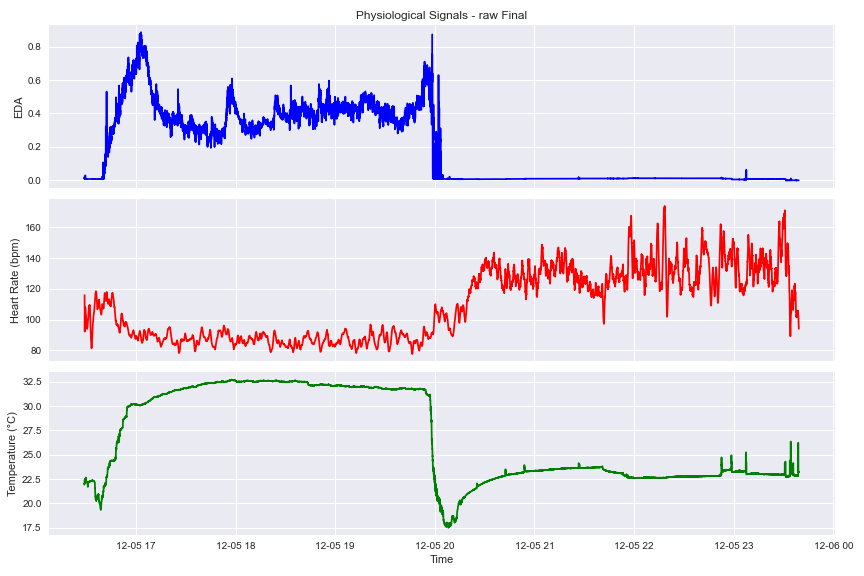 Physiological Signals - raw Final
EDA
0.8
0.6
0.4
0.2
0.0
Heart Rate (bpm)
160
140
120
100
80
Temperature (°C)
32.5
30.0
27.5
25.0
22.5
20.0
17.5
12-05 17 12-05 18 12-05 19 12-05 20 12-05 21 12-05 22 12-05 23 12-06 00
Time